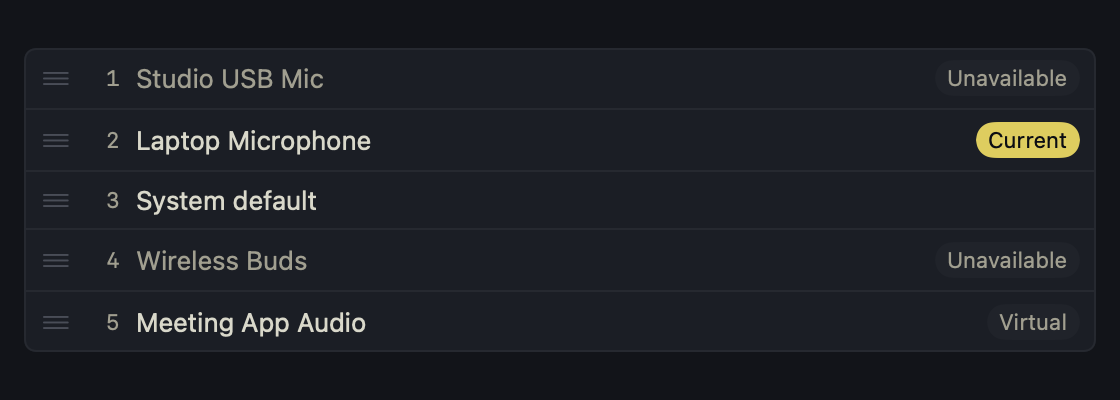 1 Studio USB Mic Unavailable
2 Laptop Microphone Current
3 System default
4 Wireless Buds Unavailable
5 Meeting App Audio Virtual